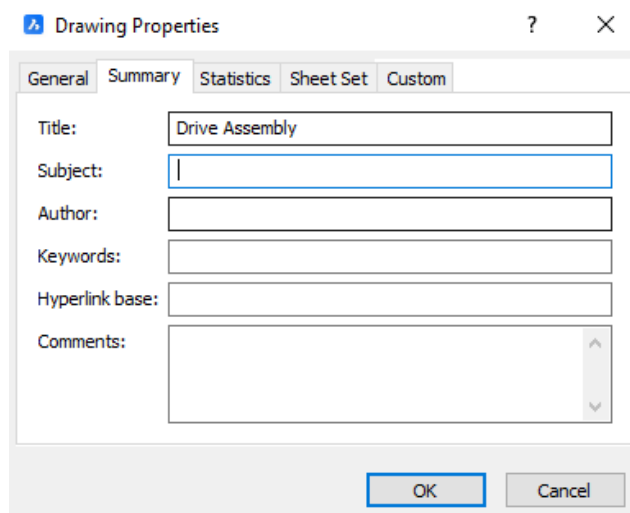 Drawing Properties ?
General Summary Statistics Sheet Set Custom
Title: Drive Assembly
Subject:
Author:
Keywords:
Hyperlink base:
Comments:
OK Cancel